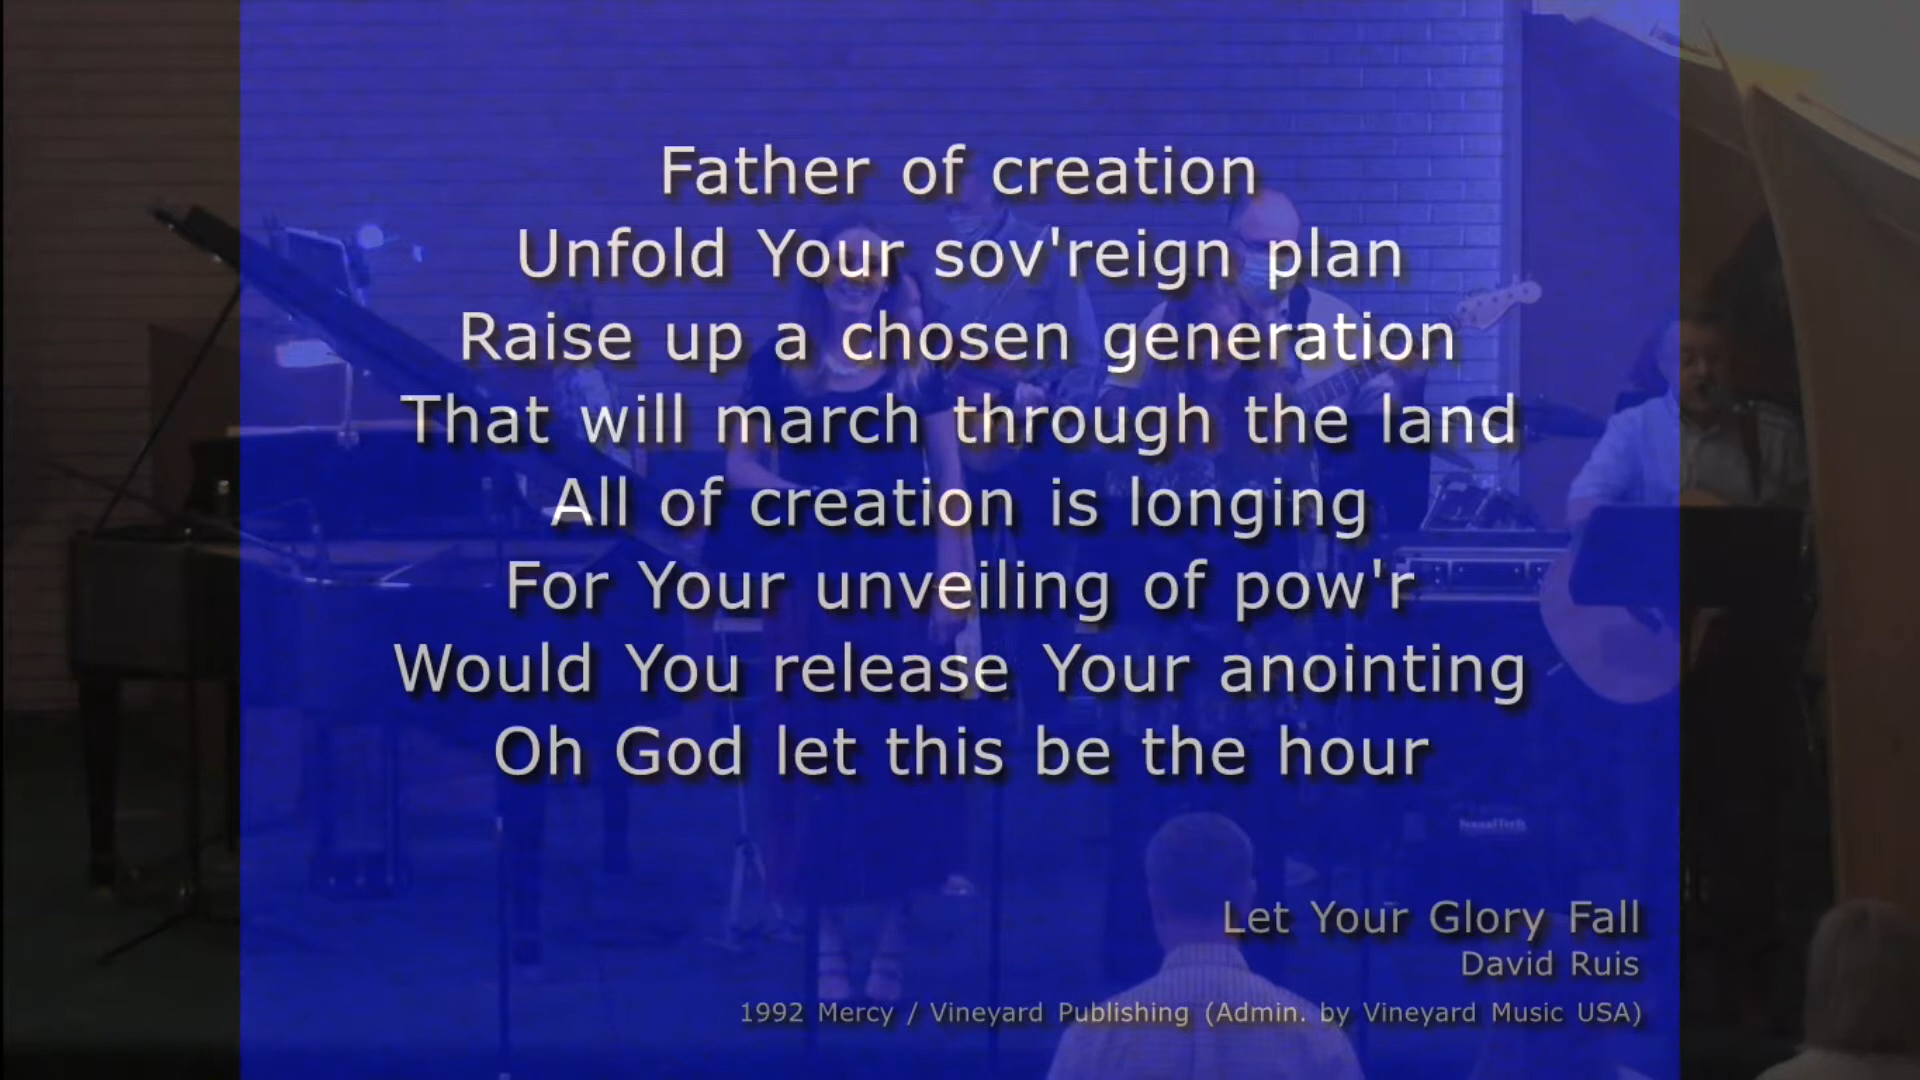 Father of creation
Unfold Your sov'reign plan
Raise up a chosen generation
That will march through the land
All of creation is longing
For Your unveiling of pow'r
Would You release Your anointing
Oh God let this be the hour
SoundTech
Let Your Glory Fall
David Ruis
1992 Mercy / Vineyard Publishing (Admin. by Vineyard Music USA)